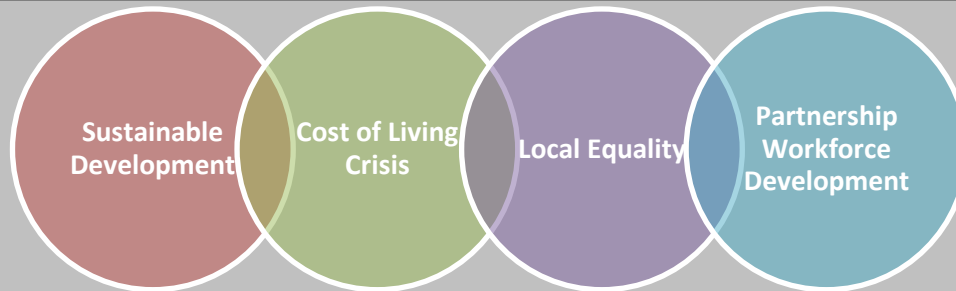 Sustainable
Development
Cost of Living
Crisis
Local Equality
Partnership
Workforce
Development